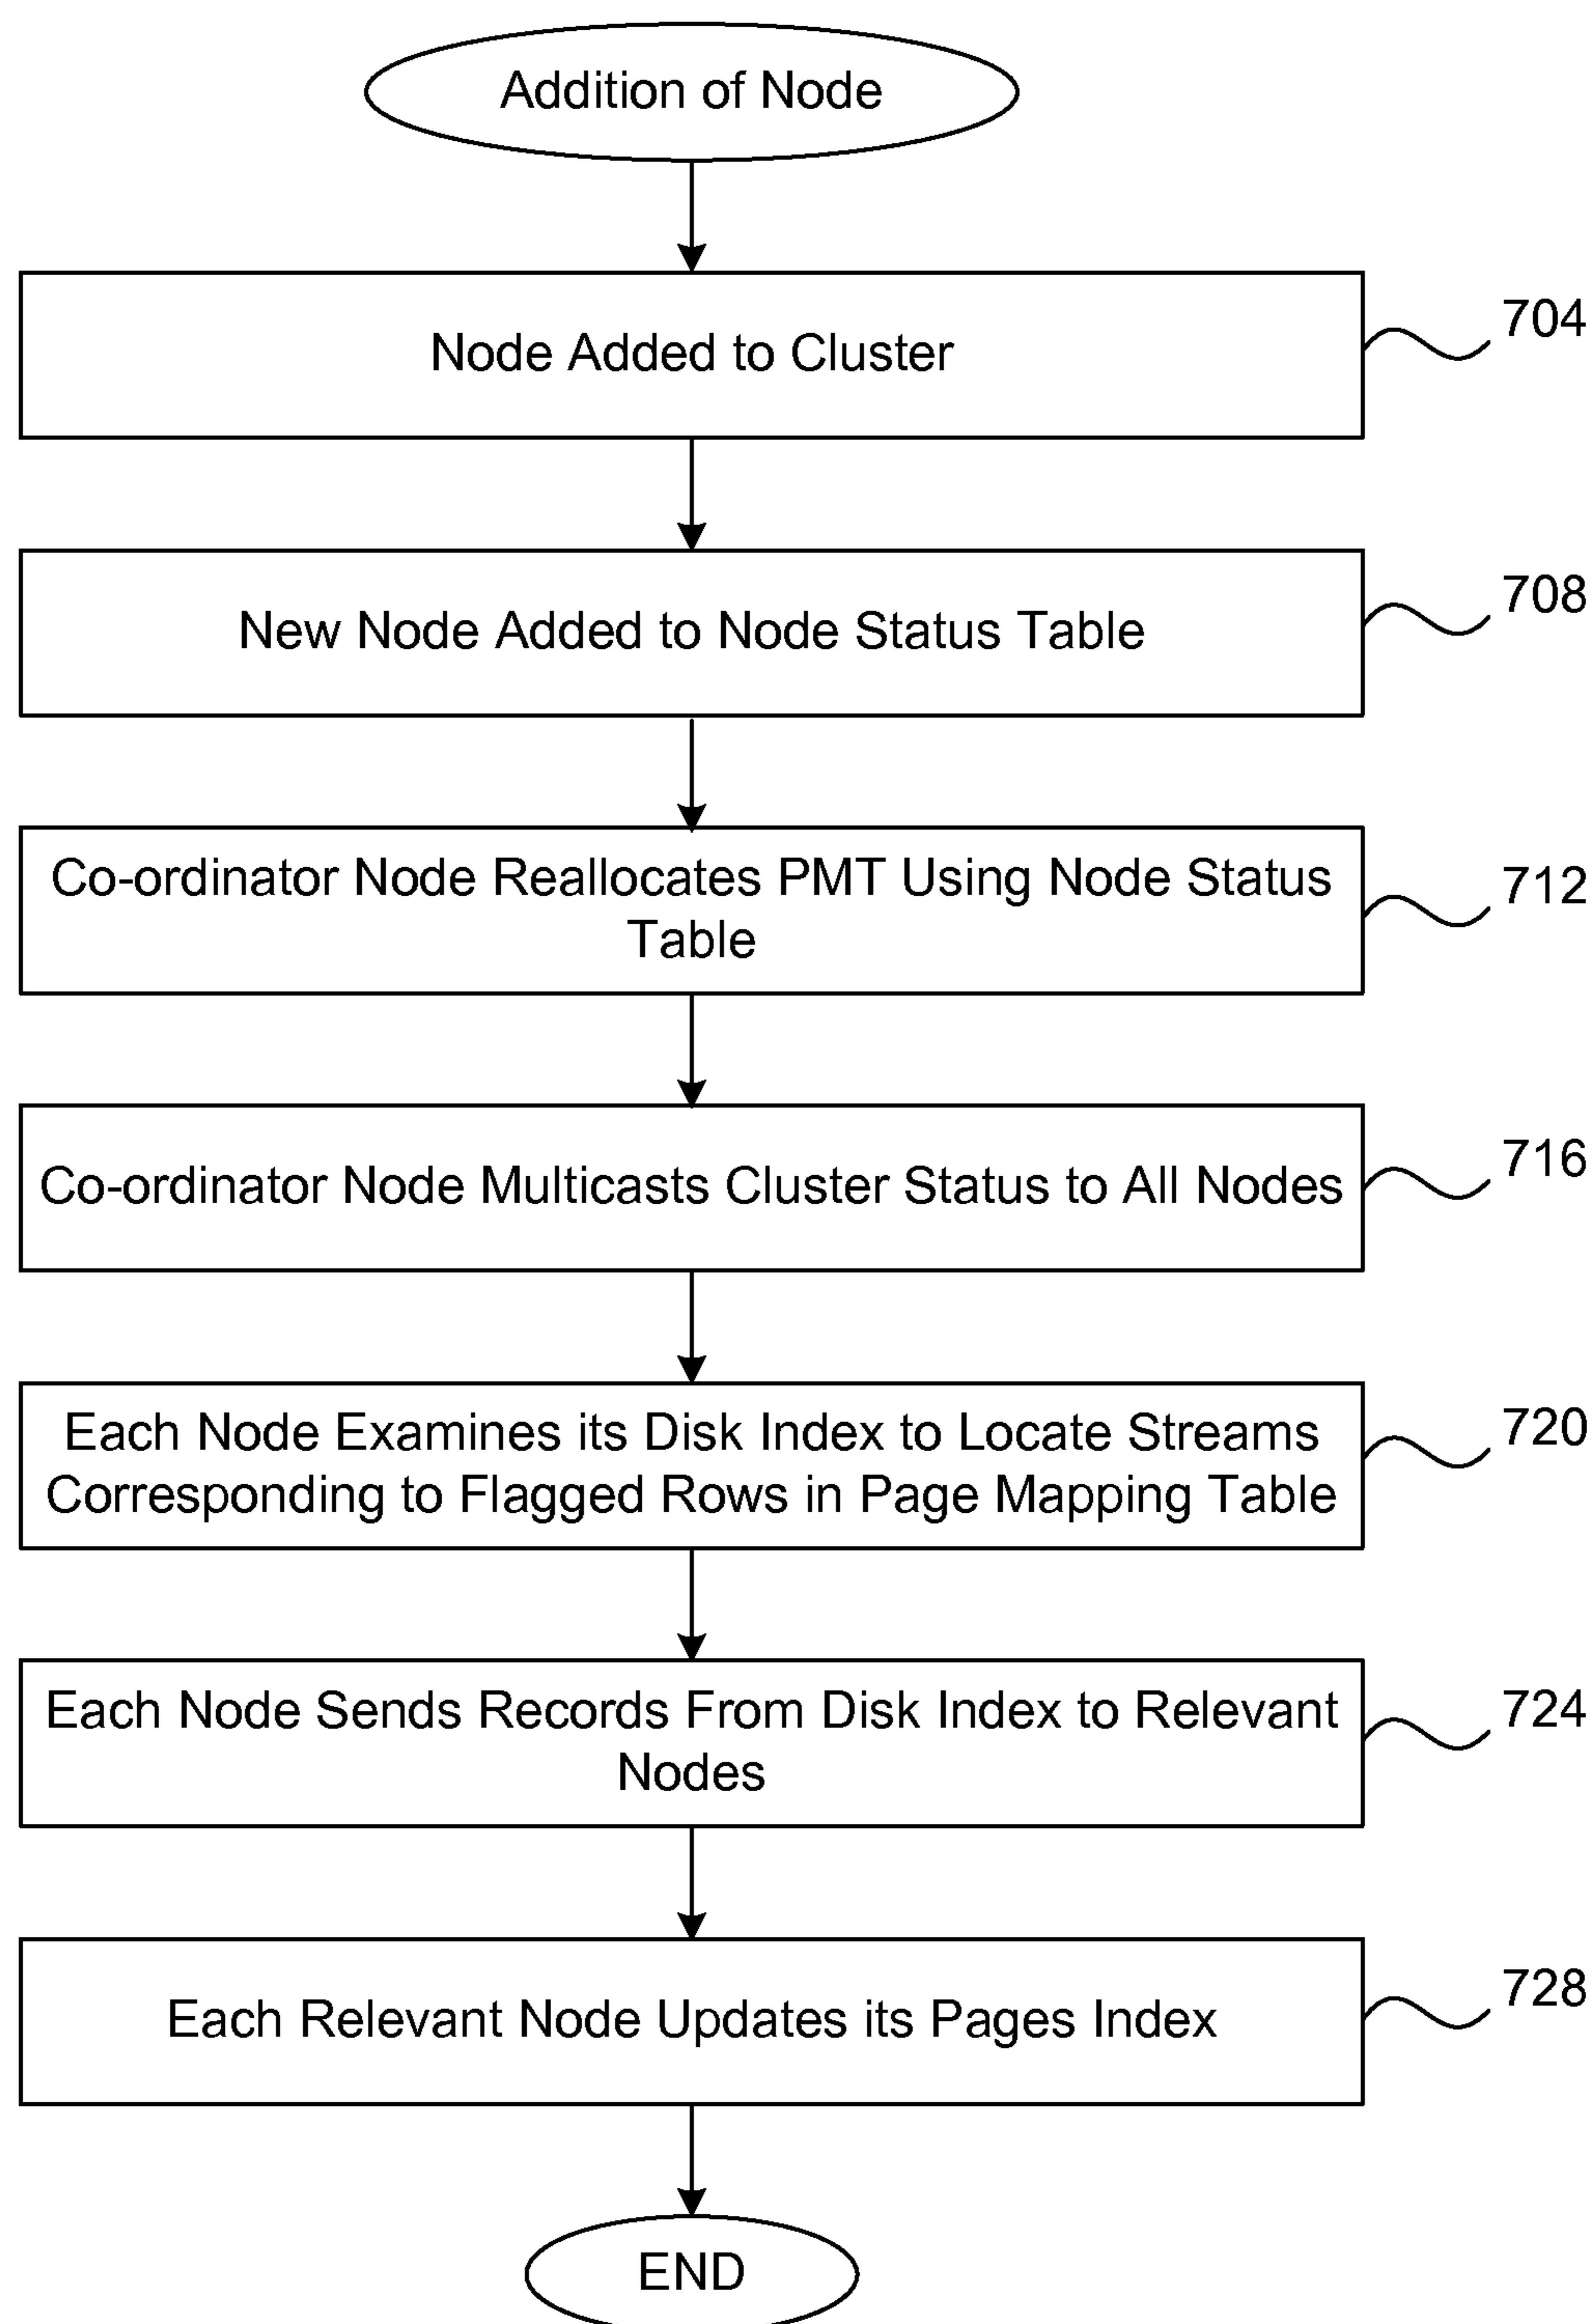 Addition of Node
Node Added to Cluster
704
New Node Added to Node Status Table
708
Co-ordinator Node Reallocates PMT Using Node Status
Table
712
Co-ordinator Node Multicasts Cluster Status to All Nodes
716
Each Node Examines its Disk Index to Locate Streams
Corresponding to Flagged Rows in Page Mapping Table
720
Each Node Sends Records From Disk Index to Relevant
Nodes
724
Each Relevant Node Updates its Pages Index
728
END